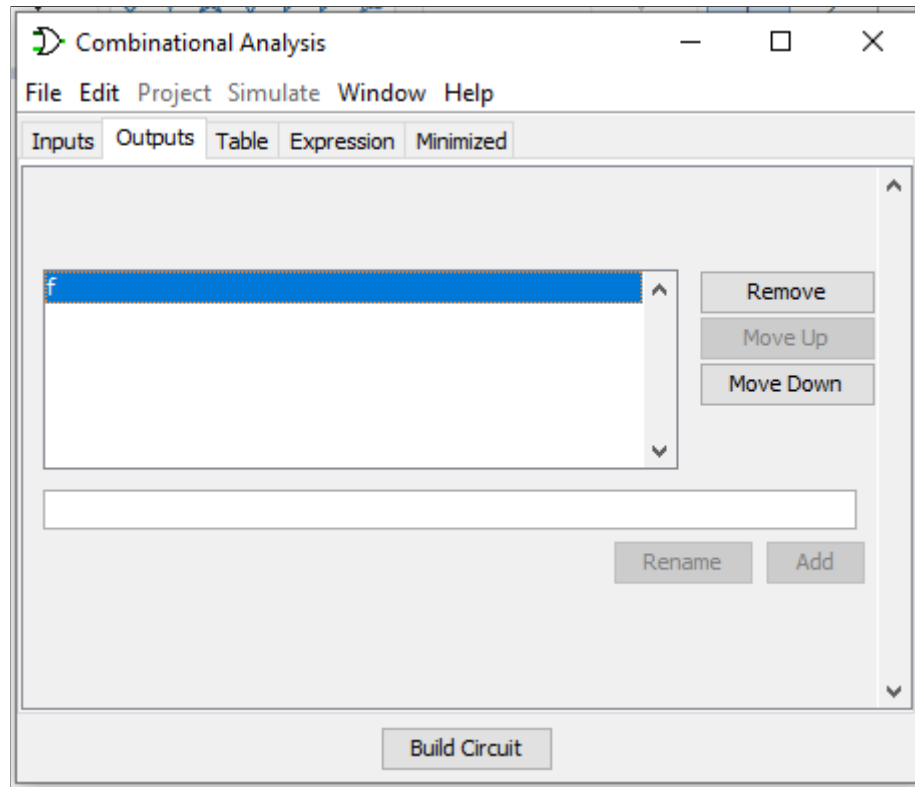 Combinational Analysis
File Edit Project Simulate Window Help
Inputs Outputs Table Expression Minimized
f
Remove
Move Up
Move Down
Rename Add
Build Circuit